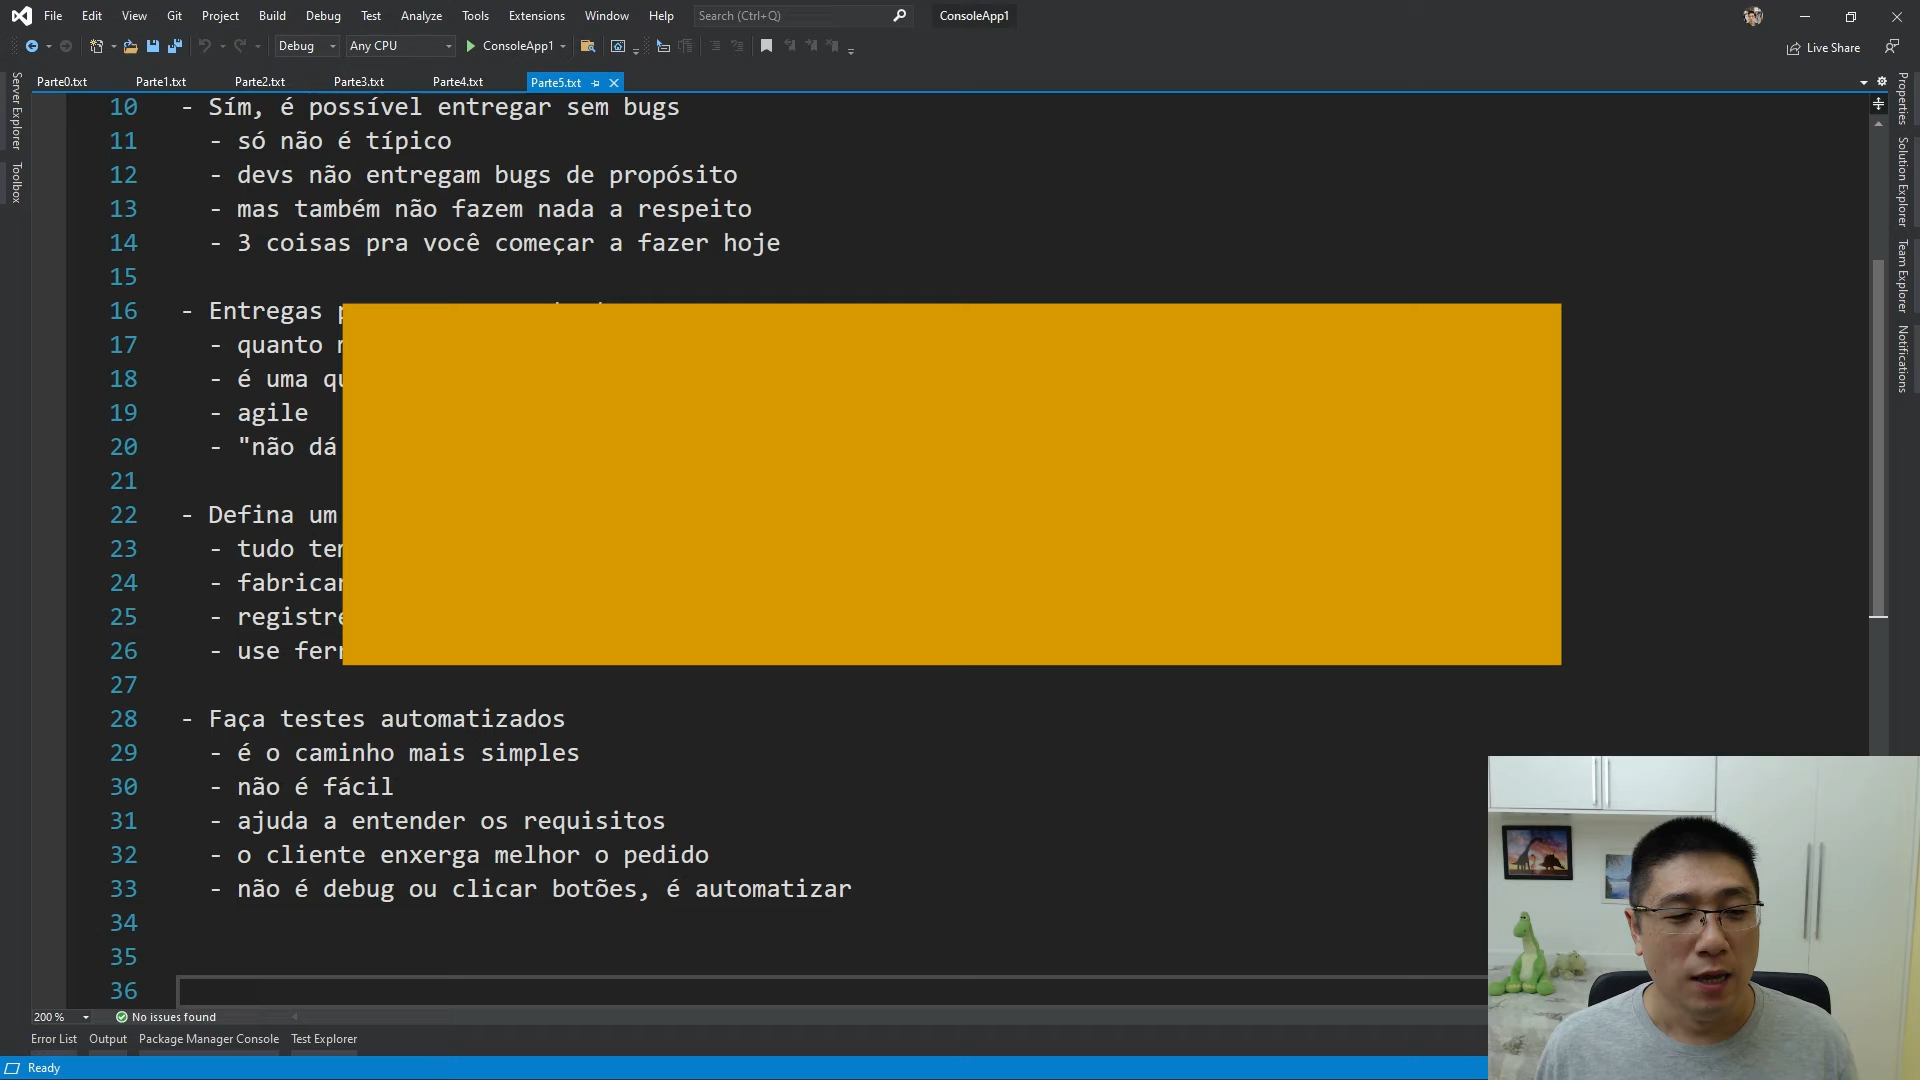 File Edit View Git Project Build Debug Test Analyze Tools Extensions Window Help Search (Ctrl+Q) ConsoleApp1
Debug Any CPU ConsoleApp1 Live Share
Parte0.txt Parte1.txt Parte2.txt Parte3.txt Parte4.txt Parte5.txt
Server Explorer
Toolbox
10 - Sím, é possível entregar sem bugs
11 - só não é típico
12 - devs não entregam bugs de propósito
13 - mas também não fazem nada a respeito
14 - 3 coisas pra você começar a fazer hoje
15
16 - Entregas
17 - quanto
18 - é uma
19 - agile
20 - "não dá
21
22 - Defina um
23 - tudo
24 -
25 -
26 - use
27
28 - Faça testes automatizados
29 - é o caminho mais simples
30 - não é fácil
31 - ajuda a entender os requisitos
32 - o cliente enxerga melhor o pedido
33 - não é debug ou clicar botões, é automatizar
34
35
36
Properties
Solution Explorer
Team Explorer
Notifications
200 % No issues found
Error List Output Package Manager Console Test Explorer
Ready